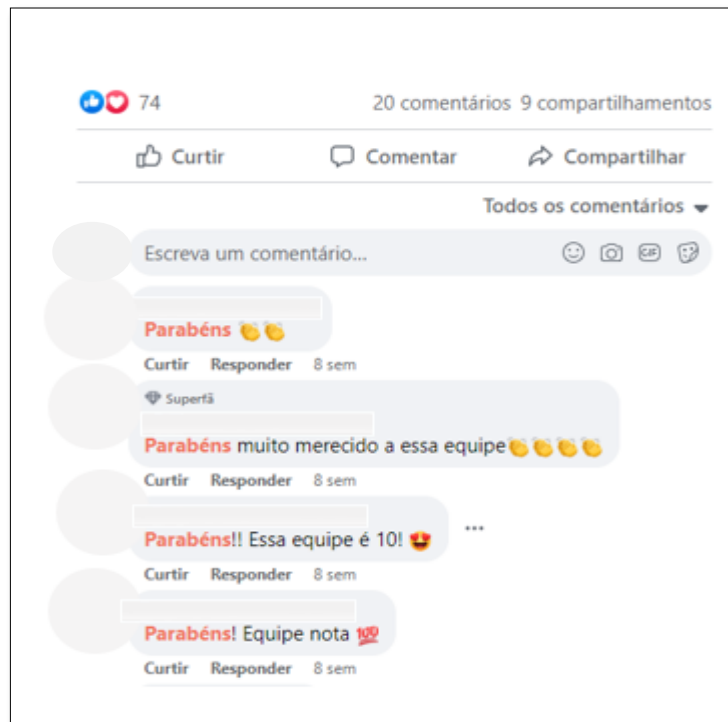 74 20 comentários 9 compartilhamentos
Curtir Comentar Compartilhar
Todos os comentários
Escreva um comentário... GIF
Parabéns 👏👏
Curtir Responder 8 sem
Superfã
Parabéns muito merecido a essa equipe👏👏👏👏
Curtir Responder 8 sem
Parabéns!! Essa equipe é 10! 🤩
Curtir Responder 8 sem
Parabéns! Equipe nota 💯
Curtir Responder 8 sem